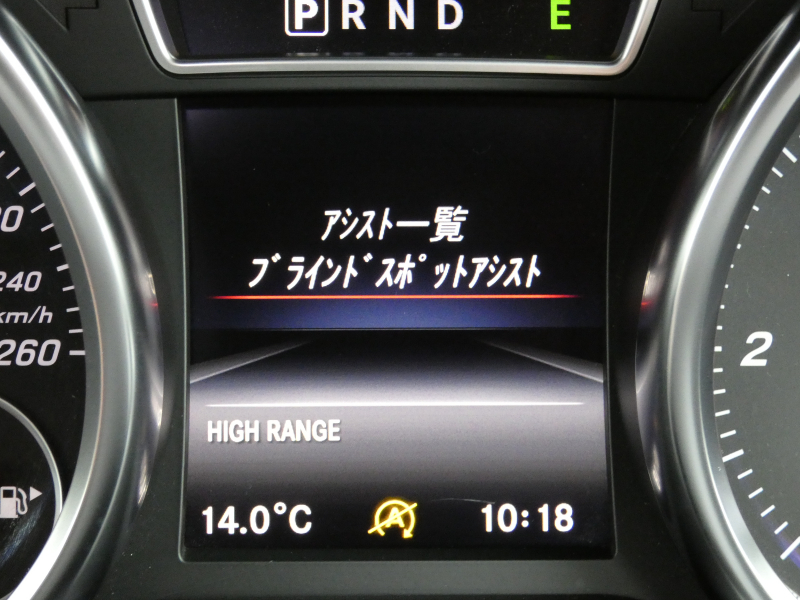 P R N D E
アシスト一覧
ブラインドスポットアシスト
240
km/h
260
2
HIGH RANGE
14.0°C A 10:18